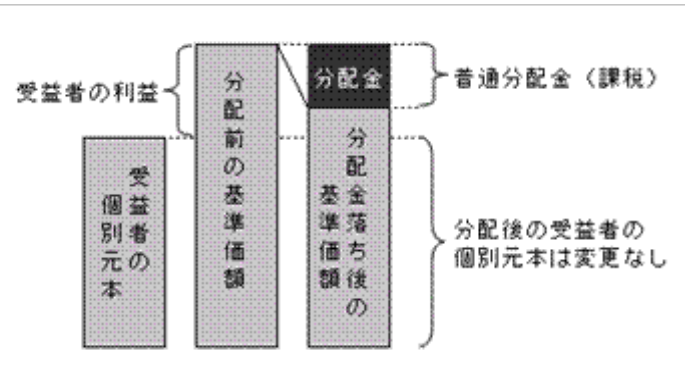 受益者の利益
受益者の
個別元本
分配前の基準価額
分配金
分配金落ち後の
基準価額
普通分配金（課税）
分配後の受益者の
個別元本は変更なし